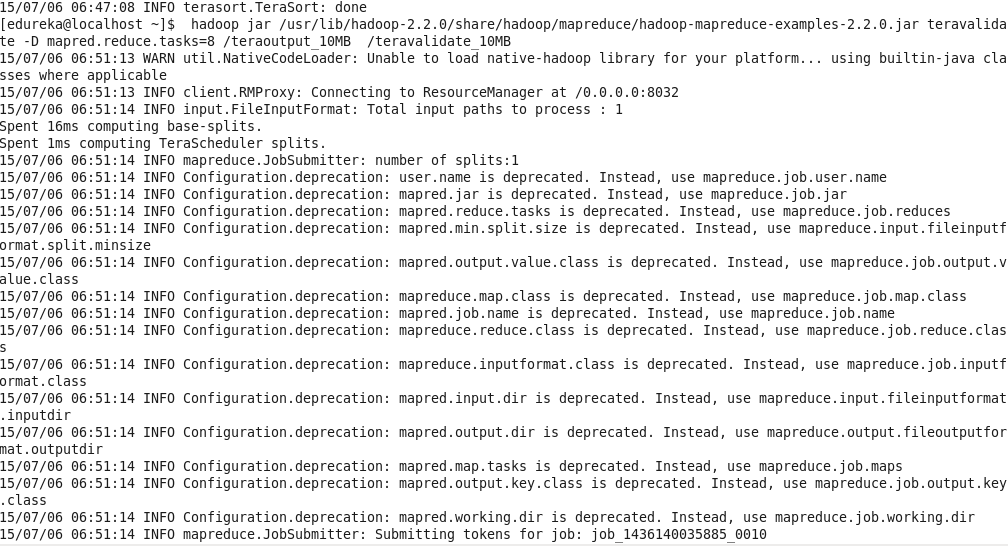 15/07/06 06:47:08 INFO terasort.TeraSort: done
[edureka@localhost ~]$  hadoop jar /usr/lib/hadoop-2.2.0/share/hadoop/mapreduce/hadoop-mapreduce-examples-2.2.0.jar teravalida
te -D mapred.reduce.tasks=8 /teraoutput_10MB  /teravalidate_10MB
15/07/06 06:51:13 WARN util.NativeCodeLoader: Unable to load native-hadoop library for your platform... using builtin-java cla
sses where applicable
15/07/06 06:51:13 INFO client.RMProxy: Connecting to ResourceManager at /0.0.0.0:8032
15/07/06 06:51:14 INFO input.FileInputFormat: Total input paths to process : 1
Spent 16ms computing base-splits.
Spent 1ms computing TeraScheduler splits.
15/07/06 06:51:14 INFO mapreduce.JobSubmitter: number of splits:1
15/07/06 06:51:14 INFO Configuration.deprecation: user.name is deprecated. Instead, use mapreduce.job.user.name
15/07/06 06:51:14 INFO Configuration.deprecation: mapred.jar is deprecated. Instead, use mapreduce.job.jar
15/07/06 06:51:14 INFO Configuration.deprecation: mapred.reduce.tasks is deprecated. Instead, use mapreduce.job.reduces
15/07/06 06:51:14 INFO Configuration.deprecation: mapred.min.split.size is deprecated. Instead, use mapreduce.input.fileinputf
ormat.split.minsize
15/07/06 06:51:14 INFO Configuration.deprecation: mapred.output.value.class is deprecated. Instead, use mapreduce.job.output.v
alue.class
15/07/06 06:51:14 INFO Configuration.deprecation: mapreduce.map.class is deprecated. Instead, use mapreduce.job.map.class
15/07/06 06:51:14 INFO Configuration.deprecation: mapred.job.name is deprecated. Instead, use mapreduce.job.name
15/07/06 06:51:14 INFO Configuration.deprecation: mapreduce.reduce.class is deprecated. Instead, use mapreduce.job.reduce.clas
s
15/07/06 06:51:14 INFO Configuration.deprecation: mapreduce.inputformat.class is deprecated. Instead, use mapreduce.job.inputf
ormat.class
15/07/06 06:51:14 INFO Configuration.deprecation: mapred.input.dir is deprecated. Instead, use mapreduce.input.fileinputformat
.inputdir
15/07/06 06:51:14 INFO Configuration.deprecation: mapred.output.dir is deprecated. Instead, use mapreduce.output.fileoutputfor
mat.outputdir
15/07/06 06:51:14 INFO Configuration.deprecation: mapred.map.tasks is deprecated. Instead, use mapreduce.job.maps
15/07/06 06:51:14 INFO Configuration.deprecation: mapred.output.key.class is deprecated. Instead, use mapreduce.job.output.key
.class
15/07/06 06:51:14 INFO Configuration.deprecation: mapred.working.dir is deprecated. Instead, use mapreduce.job.working.dir
15/07/06 06:51:14 INFO mapreduce.JobSubmitter: Submitting tokens for job: job_1436140035885_0010